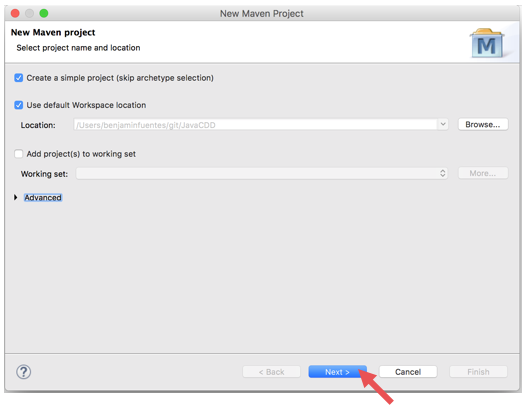 New Maven Project
New Maven project
Select project name and location
M
Create a simple project (skip archetype selection)
Use default Workspace location
Location: /Users/benjaminfuentes/git/JavaCDD Browse...
Add project(s) to working set
Working set: More...
Advanced
? < Back Next > Cancel Finish